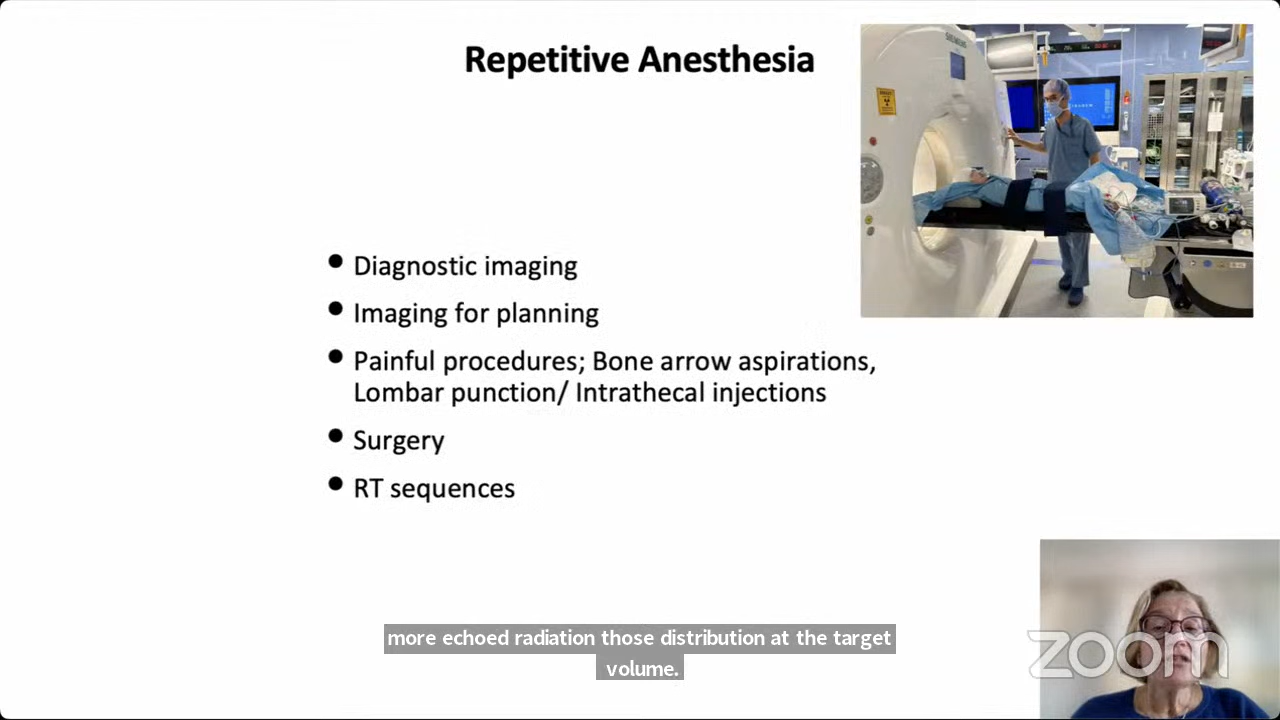 Repetitive Anesthesia
SIEMENS
• Diagnostic imaging
• Imaging for planning
• Painful procedures; Bone arrow aspirations,
Lombar punction/ Intrathecal injections
• Surgery
• RT sequences
more echoed radiation those distribution at the target
volume.
zoom